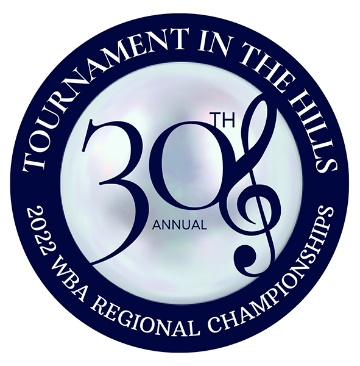 TOURNAMENT IN THE HILLS
30TH
ANNUAL
2022 WBA REGIONAL CHAMPIONSHIPS